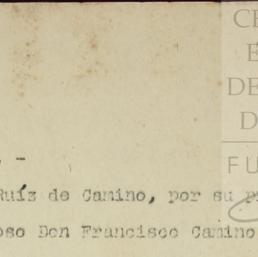 CE
E
DE
D
FU
Ruíz de Camino, por su
oso Don Francisco Camino